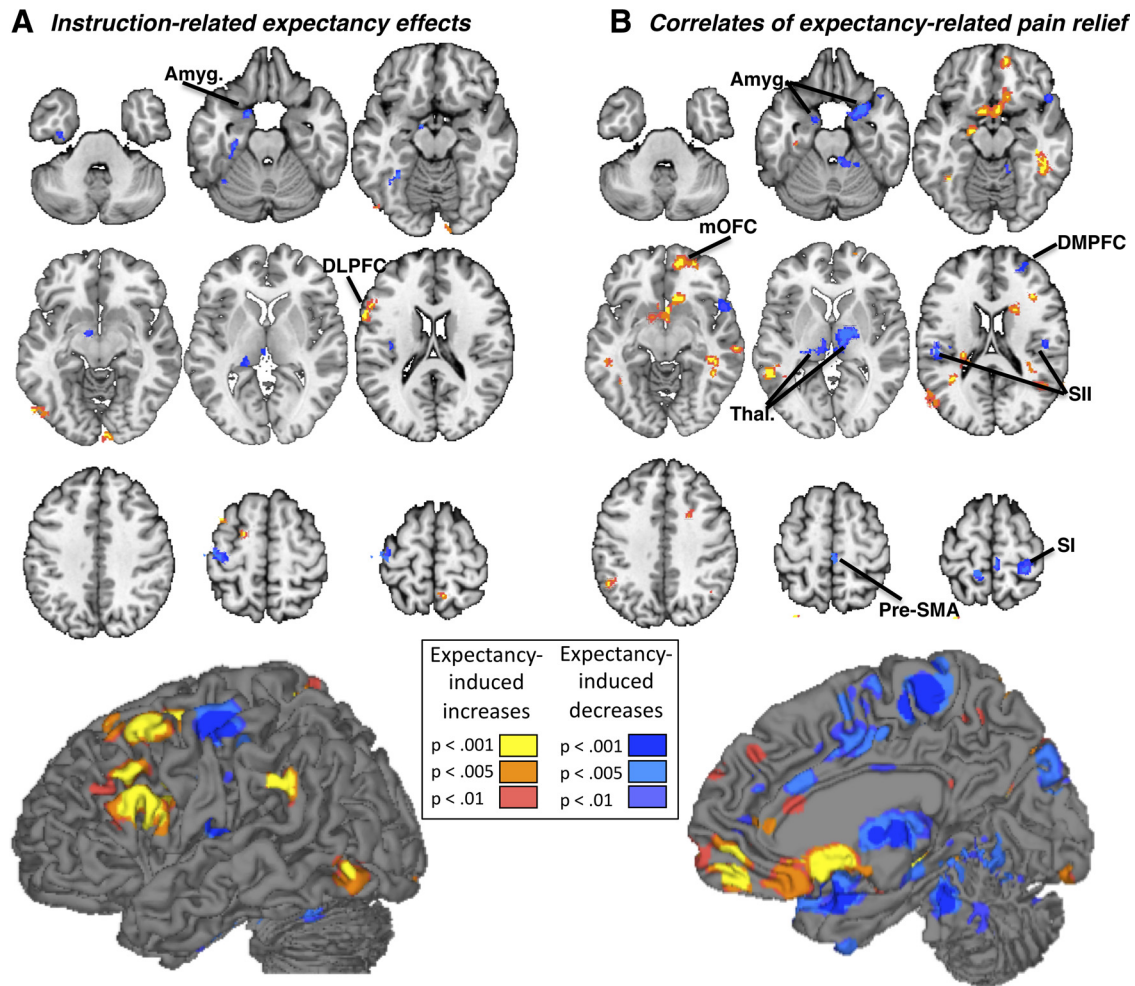 A Instruction-related expectancy effects
B Correlates of expectancy-related pain relief
Amyg.
DLPFC
Amyg.
mOFC
DMPFC
Thal.
SII
Pre-SMA
SI
Expectancy-
induced
increases
p < .001
p < .005
p < .01
Expectancy-
induced
decreases
p < .001
p < .005
p < .01